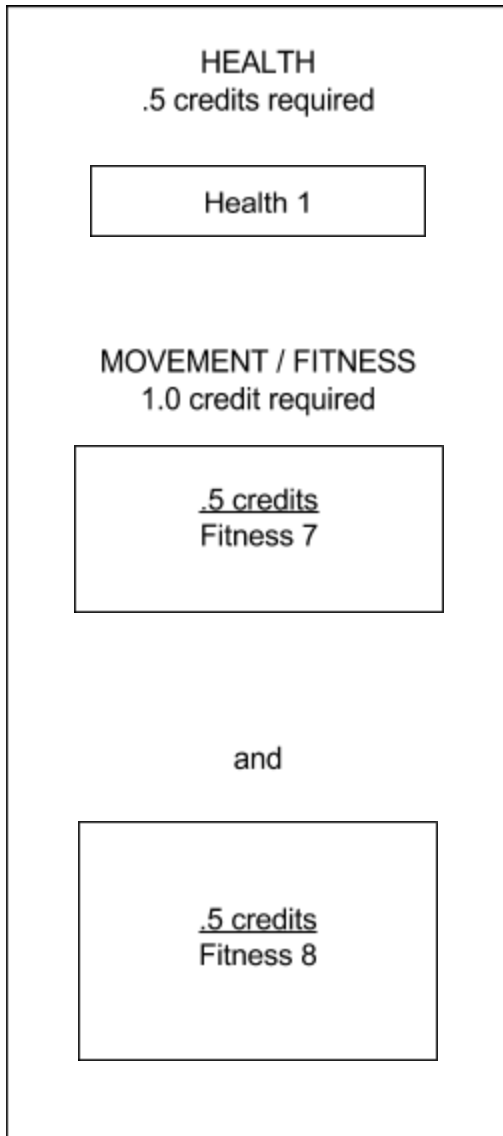 HEALTH
.5 credits required
Health 1
MOVEMENT / FITNESS
1.0 credit required
.5 credits
Fitness 7
and
.5 credits
Fitness 8